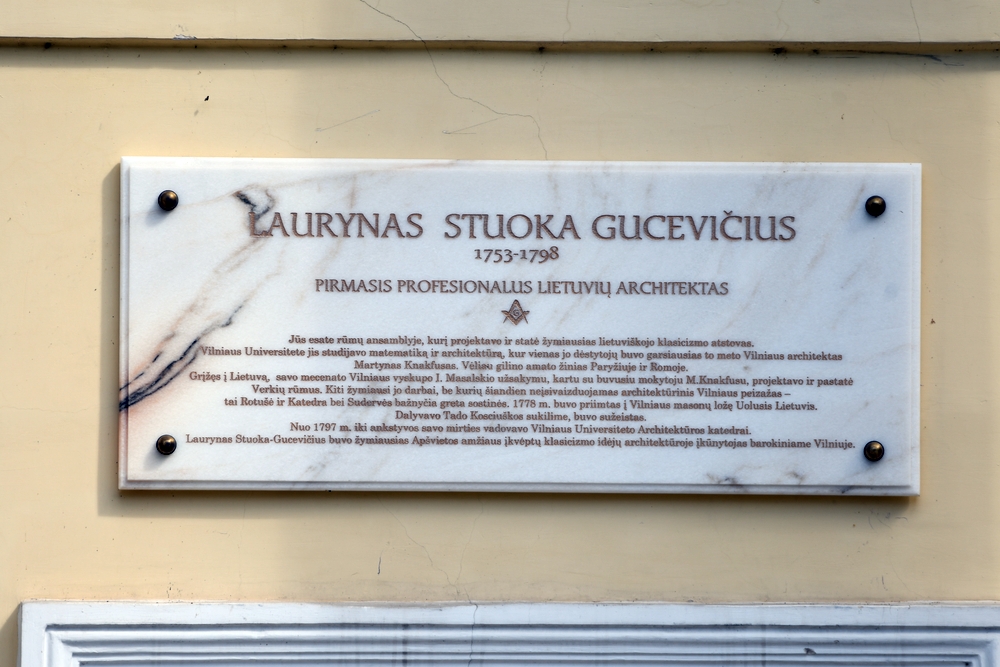 LAURYNAS STUOKA GUCEVIČIUS
1753-1798
PIRMASIS PROFESIONALUS LIETUVIŲ ARCHITEKTAS
G
Jūs esate rūmų ansamblyje, kurį projektavo ir statė žymiausias lietuviškojo klasicizmo atstovas.
Vilniaus Universitete jis studijavo matematiką ir architektūrą, kur vienas jo dėstytojų buvo garsiausias to meto Vilniaus architektas
Martynas Knakfusas. Vėliau gilino amato žinias Paryžiuje ir Romoje.
Grįžęs į Lietuvą, savo mecenato Vilniaus vyskupo I. Masalskio užsakymu, kartu su buvusiu mokytoju M.Knakfusu, projektavo ir pastatė
Verkių rūmus. Kiti žymiausi jo darbai, be kurių šiandien neįsivaizduojamas architektūrinis Vilniaus peizažas –
tai Rotušė ir Katedra bei Sudervės bažnyčia greta sostinės. 1778 m. buvo priimtas į Vilniaus masonų ložę Uolusis Lietuvis.
Dalyvavo Tado Kosciuškos sukilime, buvo sužeistas.
Nuo 1797 m. iki ankstyvos savo mirties vadovavo Vilniaus Universiteto Architektūros katedrai.
Laurynas Stuoka-Gucevičius buvo žymiausias Apšvietos amžiaus įkvėptų klasicizmo idėjų architektūroje įkūnytojas barokiniame Vilniuje.